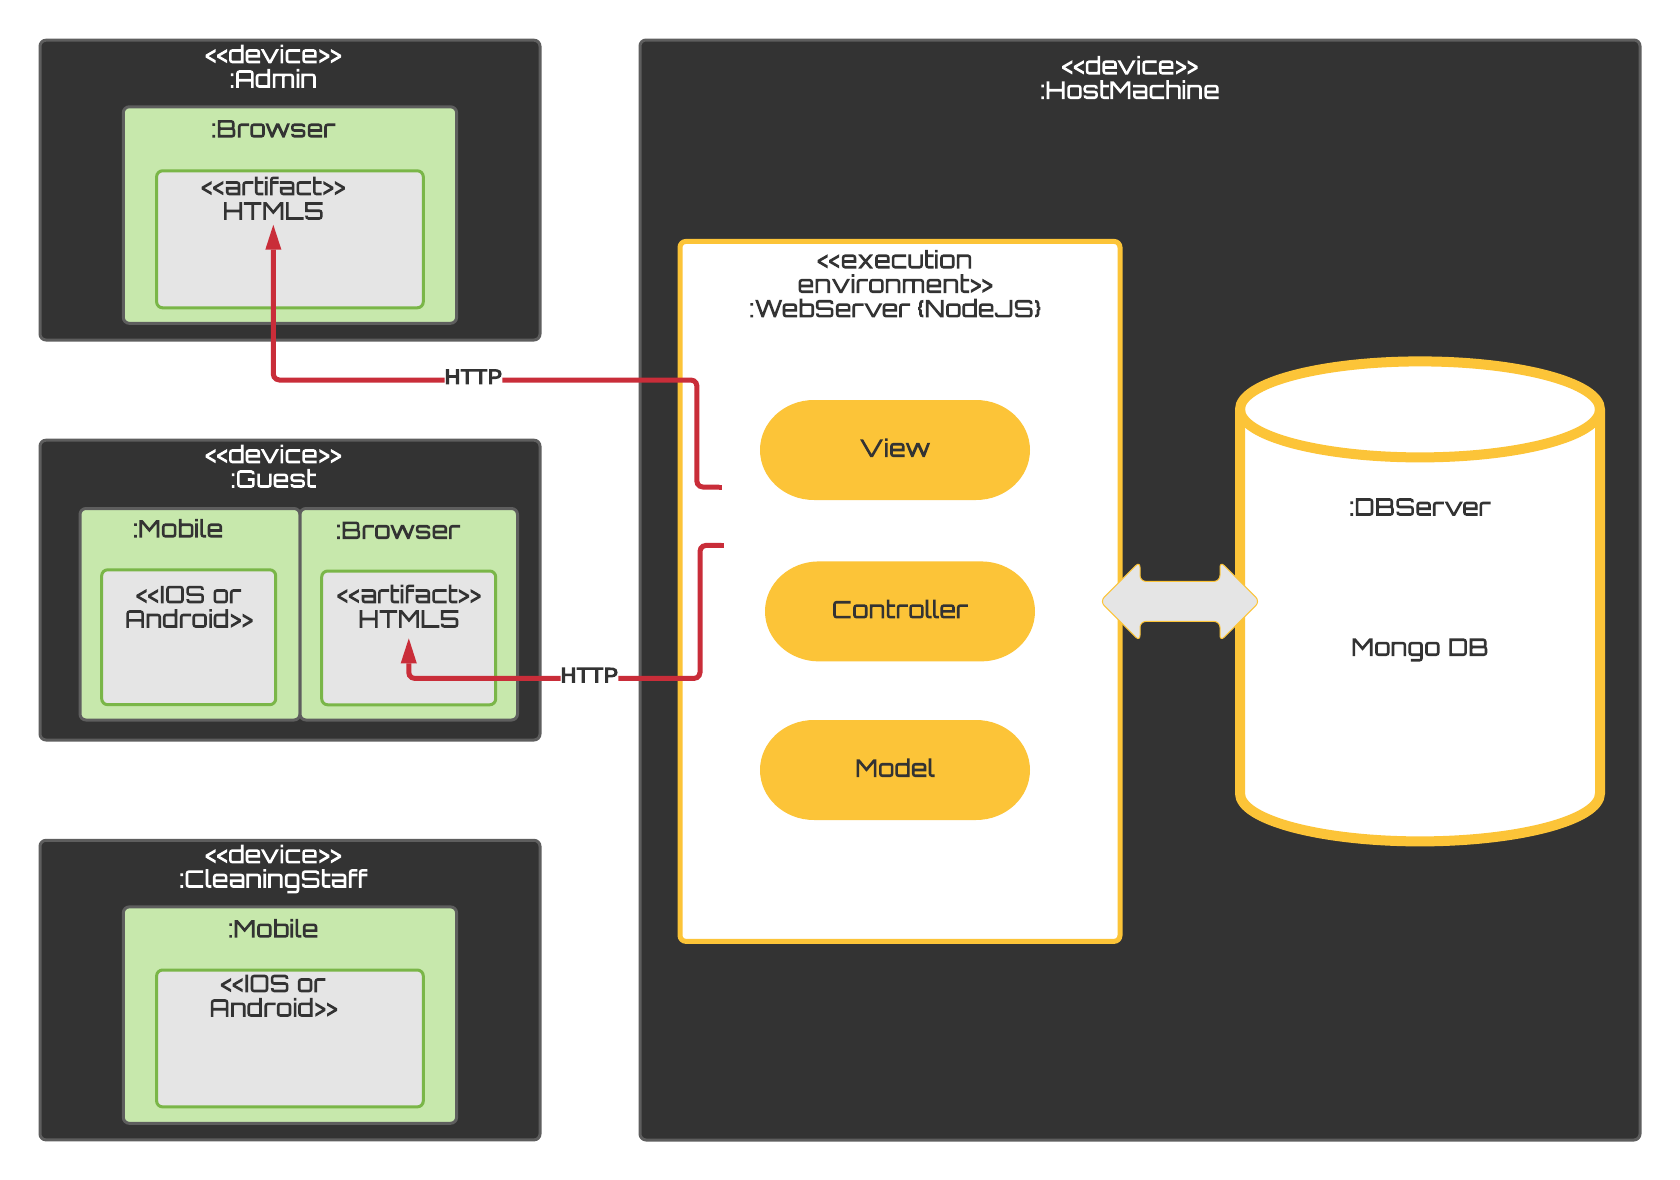 <<device>>
:Admin
:Browser
<<artifact>>
HTML5
HTTP
<<device>>
:Guest
:Mobile
<<IOS or
Android>>
:Browser
<<artifact>>
HTML5
HTTP
<<device>>
:CleaningStaff
:Mobile
<<IOS or
Android>>
<<device>>
:HostMachine
<<execution
environment>>
:WebServer {NodeJS}
View
Controller
Model
:DBServer
Mongo DB